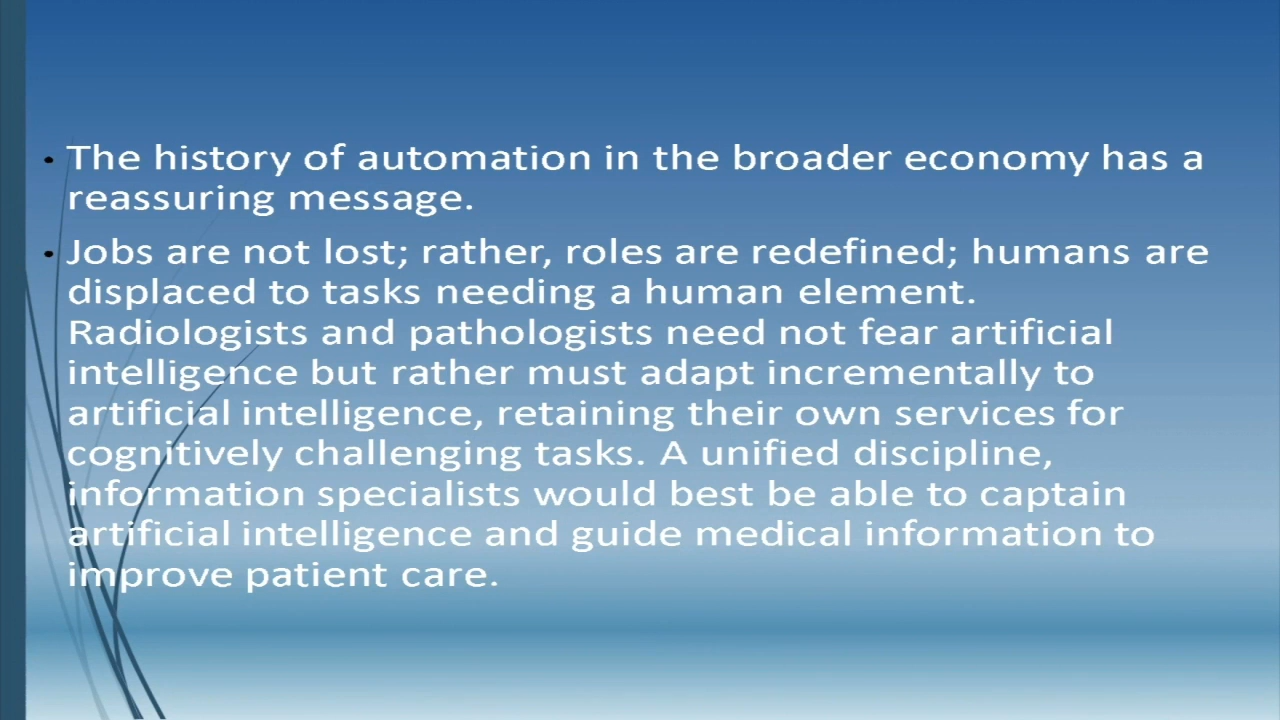 • The history of automation in the broader economy has a
reassuring message.
• Jobs are not lost; rather, roles are redefined; humans are
displaced to tasks needing a human element.
Radiologists and pathologists need not fear artificial
intelligence but rather must adapt incrementally to
artificial intelligence, retaining their own services for
cognitively challenging tasks. A unified discipline,
information specialists would best be able to captain
artificial intelligence and guide medical information to
improve patient care.